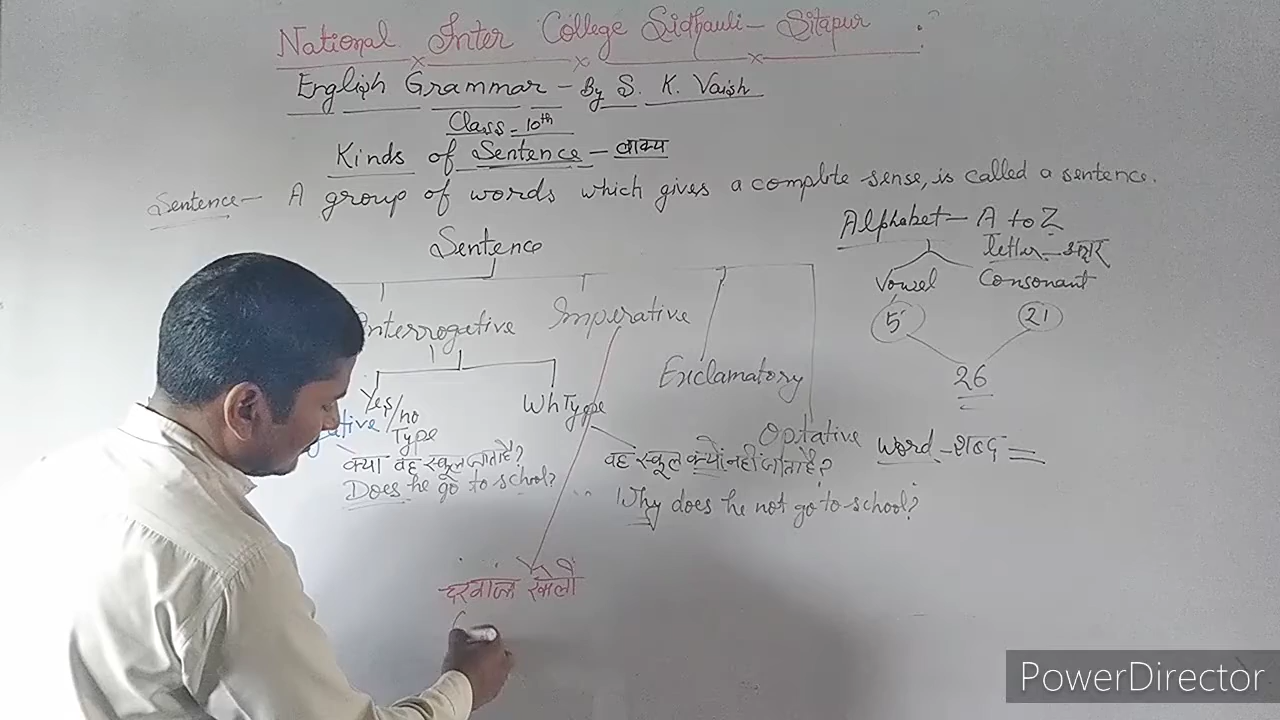 National Inter College Sidhauli - Sitapur
English Grammar - By S. K. Vaish
Class - 10th
Kinds of Sentence - वाक्य
Sentence - A group of words which gives a complete sense, is called a sentence.
Sentence
Interrogative
Imperative
Exclamatory
Optative
Yes/no Type
WhType
क्या वह स्कूल जाता है?
Does he go to school?
वह स्कूल क्यों नहीं जाता है?
Why does he not go to school?
Alphabet - A to Z
letter - अक्षर
Vowel Consonant
5 21
26
word - शब्द =
PowerDirector